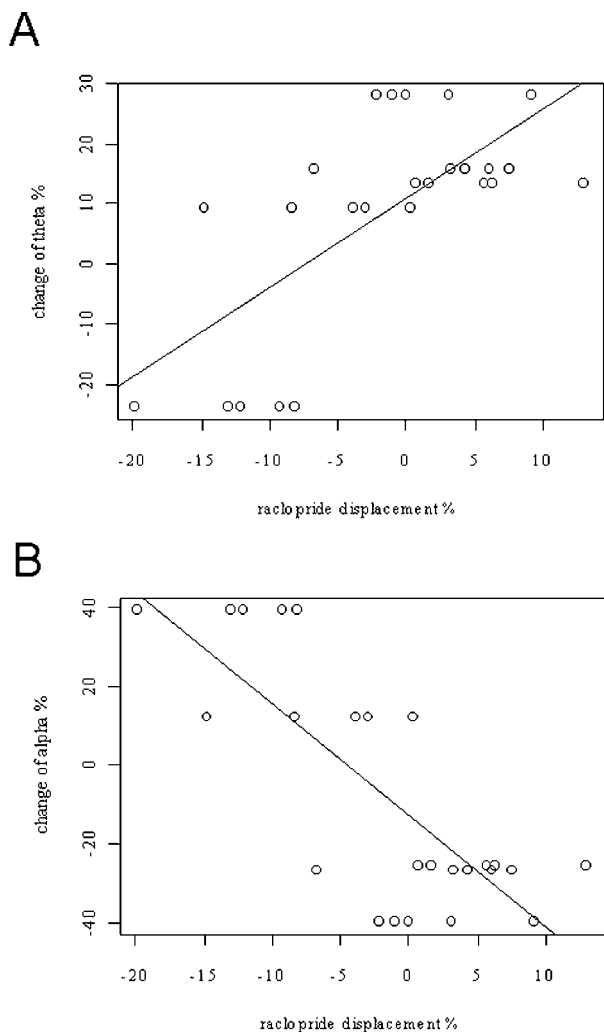 A
30
20
10
0
-10
-20
change of theta %
-20 -15 -10 -5 0 5 10
raclopride displacement %
B
40
20
0
-20
-40
change of alpha %
-20 -15 -10 -5 0 5 10
raclopride displacement %